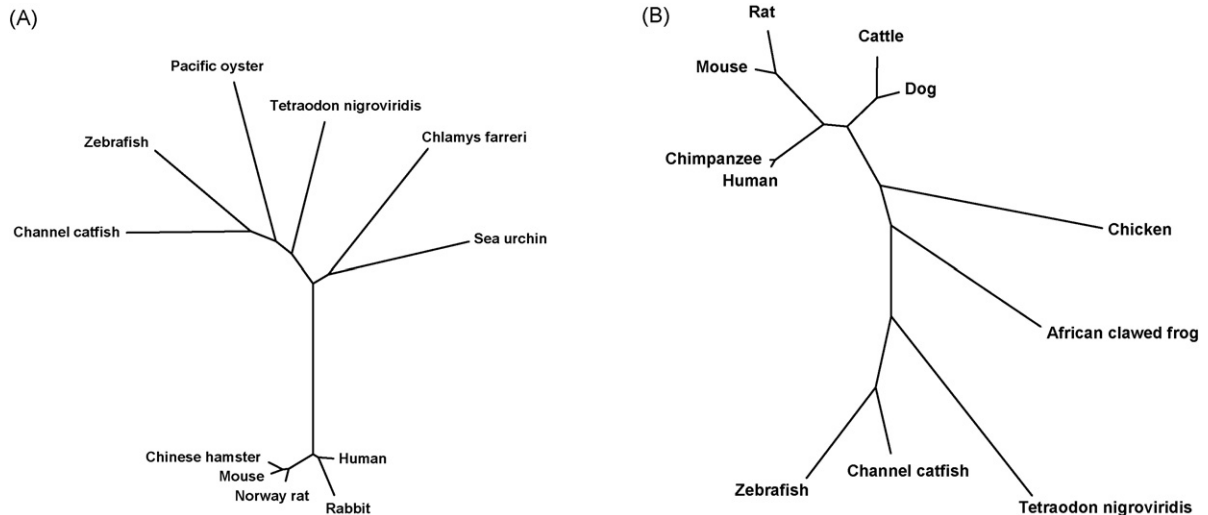 (A)
Pacific oyster
Tetraodon nigroviridis
Zebrafish
Chlamys farreri
Channel catfish
Sea urchin
Chinese hamster
Human
Mouse
Norway rat
Rabbit
(B)
Rat
Cattle
Mouse
Dog
Chimpanzee
Human
Chicken
African clawed frog
Channel catfish
Zebrafish
Tetraodon nigroviridis